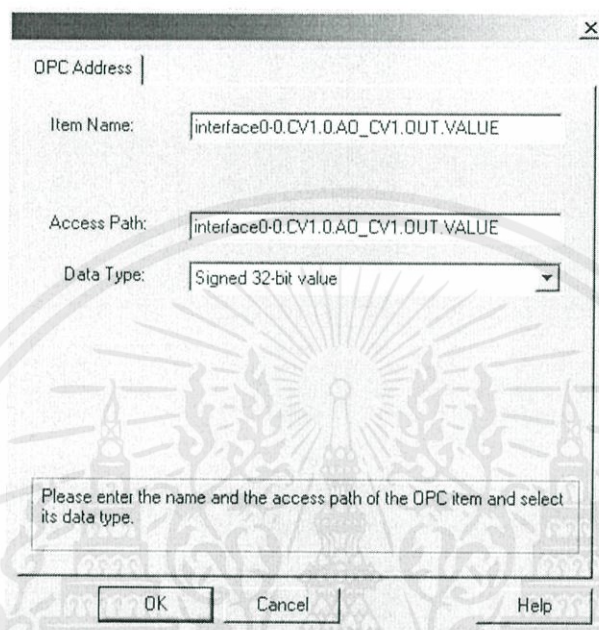 OPC Address
Item Name: interface0-0.CV1.0.AO_CV1.OUT.VALUE
Access Path: interface0-0.CV1.0.AO_CV1.OUT.VALUE
Data Type: Signed 32-bit value
Please enter the name and the access path of the OPC item and select
its data type.
OK Cancel Help